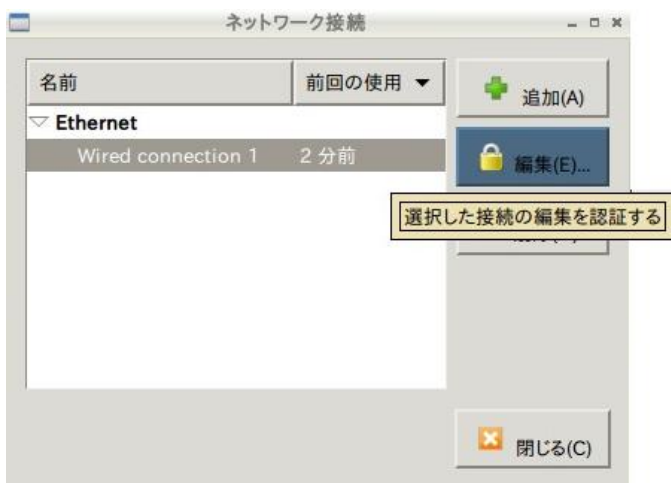 ネットワーク接続
名前
前回の使用
追加(A)
Ethernet
Wired connection 1
2 分前
編集(E)...
選択した接続の編集を認証する
閉じる(C)